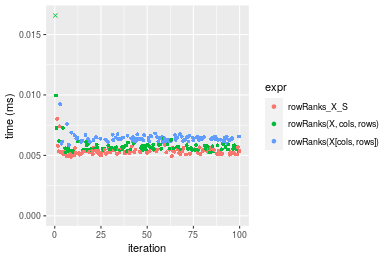 0.015
0.010
0.005
0.000
time (ms)
0
25
50
75
100
iteration
expr
rowRanks_X_S
rowRanks(X, cols, rows)
rowRanks(X[cols, rows])